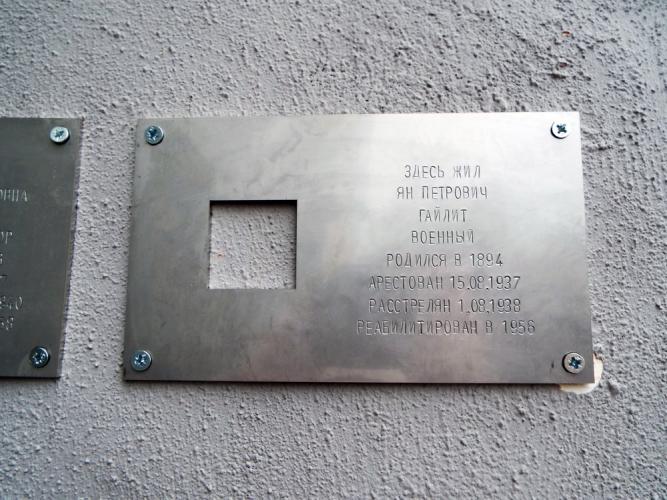 ЗДЕСЬ ЖИЛ
ЯН ПЕТРОВИЧ
ГАЙЛИТ
ВОЕННЫЙ
РОДИЛСЯ В 1894
АРЕСТОВАН 15.08.1937
РАССТРЕЛЯН 1.08.1938
РЕАБИЛИТИРОВАН В 1956